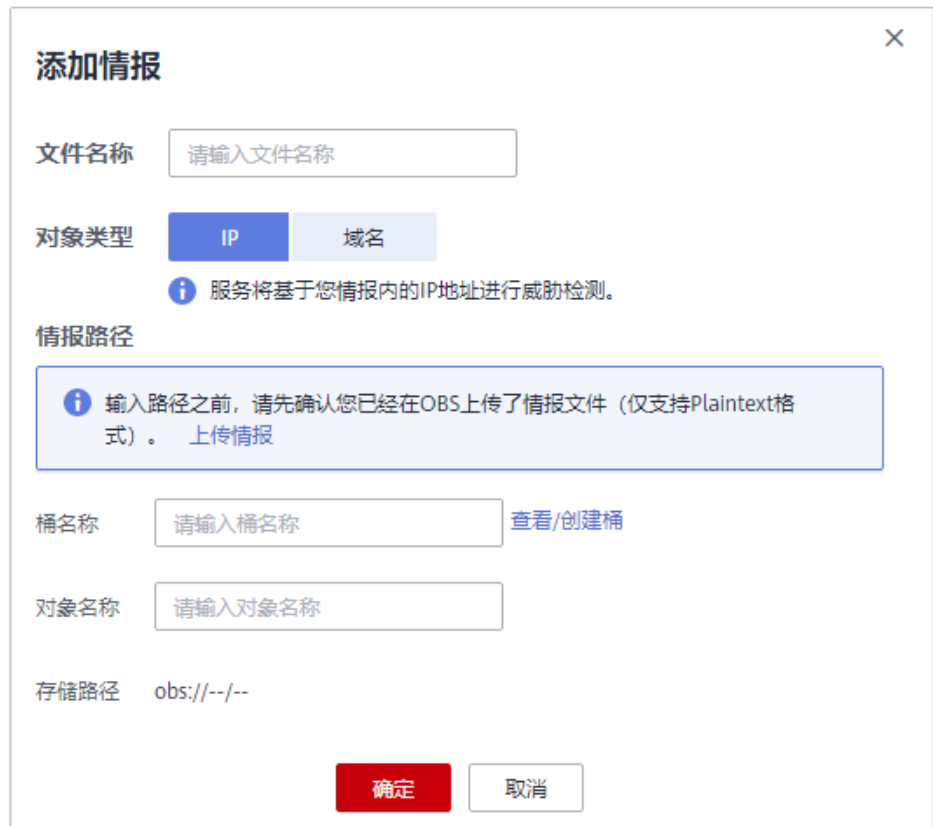 添加情报
文件名称 请输入文件名称
对象类型 IP 域名
服务将基于您情报内的IP地址进行威胁检测。
情报路径
输入路径之前，请先确认您已经在OBS上传了情报文件（仅支持Plaintext格
式）。 上传情报
桶名称 请输入桶名称 查看/创建桶
对象名称 请输入对象名称
存储路径 obs://--/--
确定 取消